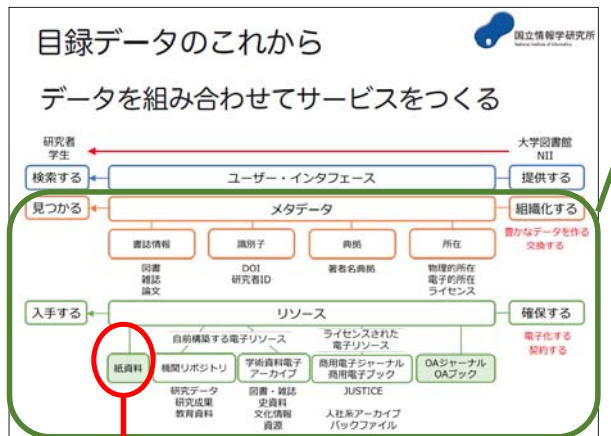 目録データのこれから
国立情報学研究所
National Institute of Informatics
データを組み合わせてサービスをつくる
研究者
学生
大学図書館
NII
検索する
ユーザー・インタフェース
提供する
見つかる
メタデータ
組織化する
書誌情報
識別子
典拠
所在
豊かなデータを作る
交換する
図書
雑誌
論文
DOI
研究者ID
著者名典拠
物理的所在
電子的所在
ライセンス
入手する
リソース
確保する
自前構築する電子リソース
ライセンスされた
電子リソース
電子化する
契約する
紙資料
機関リポジトリ
学術資料電子
アーカイブ
商用電子ジャーナル
商用電子ブック
OAジャーナル
OAブック
研究データ
研究成果
教育資料
図書・雑誌
史資料
文化情報
資源
JUSTICE
人社系アーカイブ
バックファイル